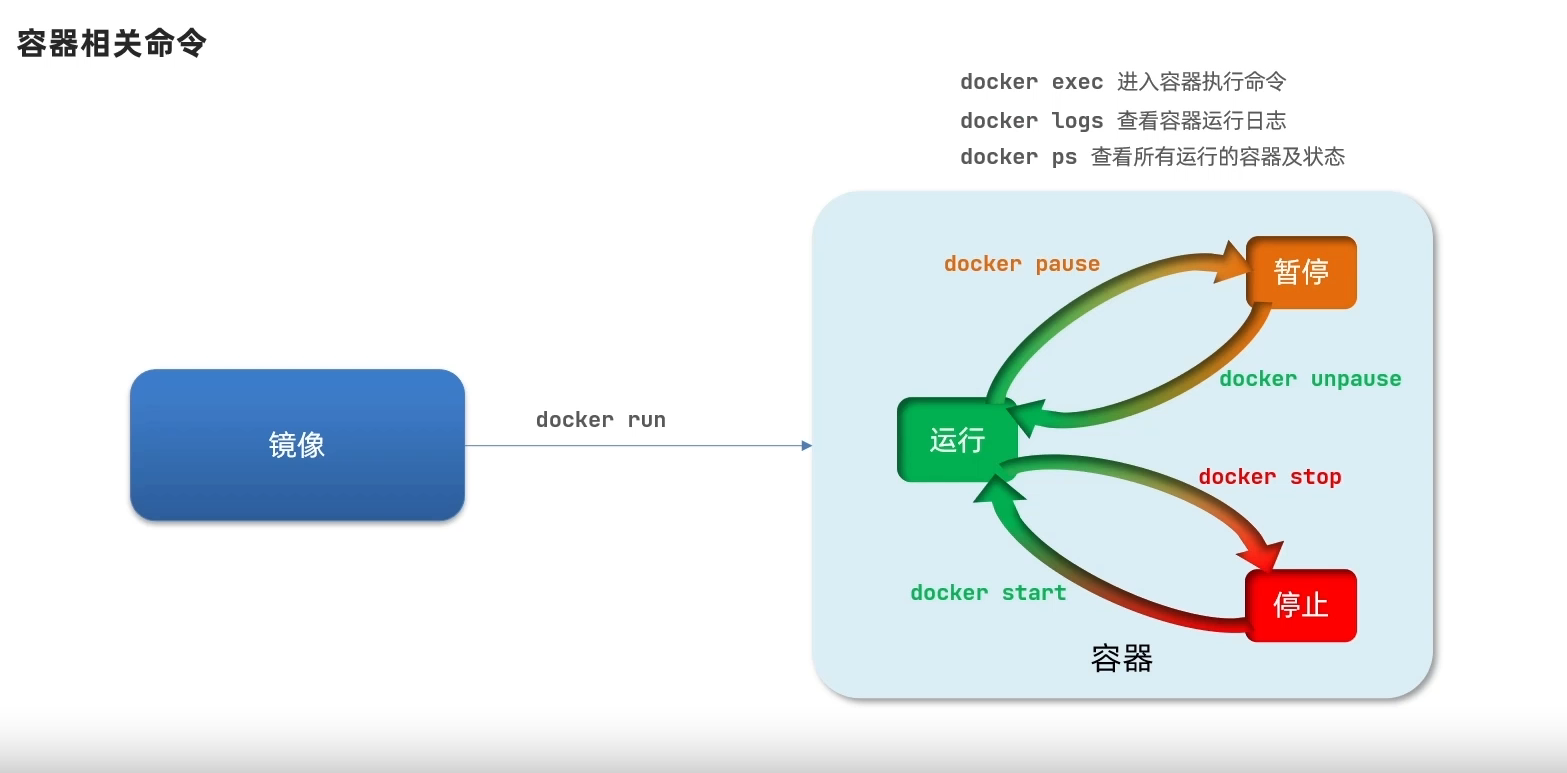 容器相关命令
docker exec 进入容器执行命令
docker logs 查看容器运行日志
docker ps 查看所有运行的容器及状态
docker pause
暂停
docker unpause
docker run
镜像
运行
docker stop
docker start
停止
容器